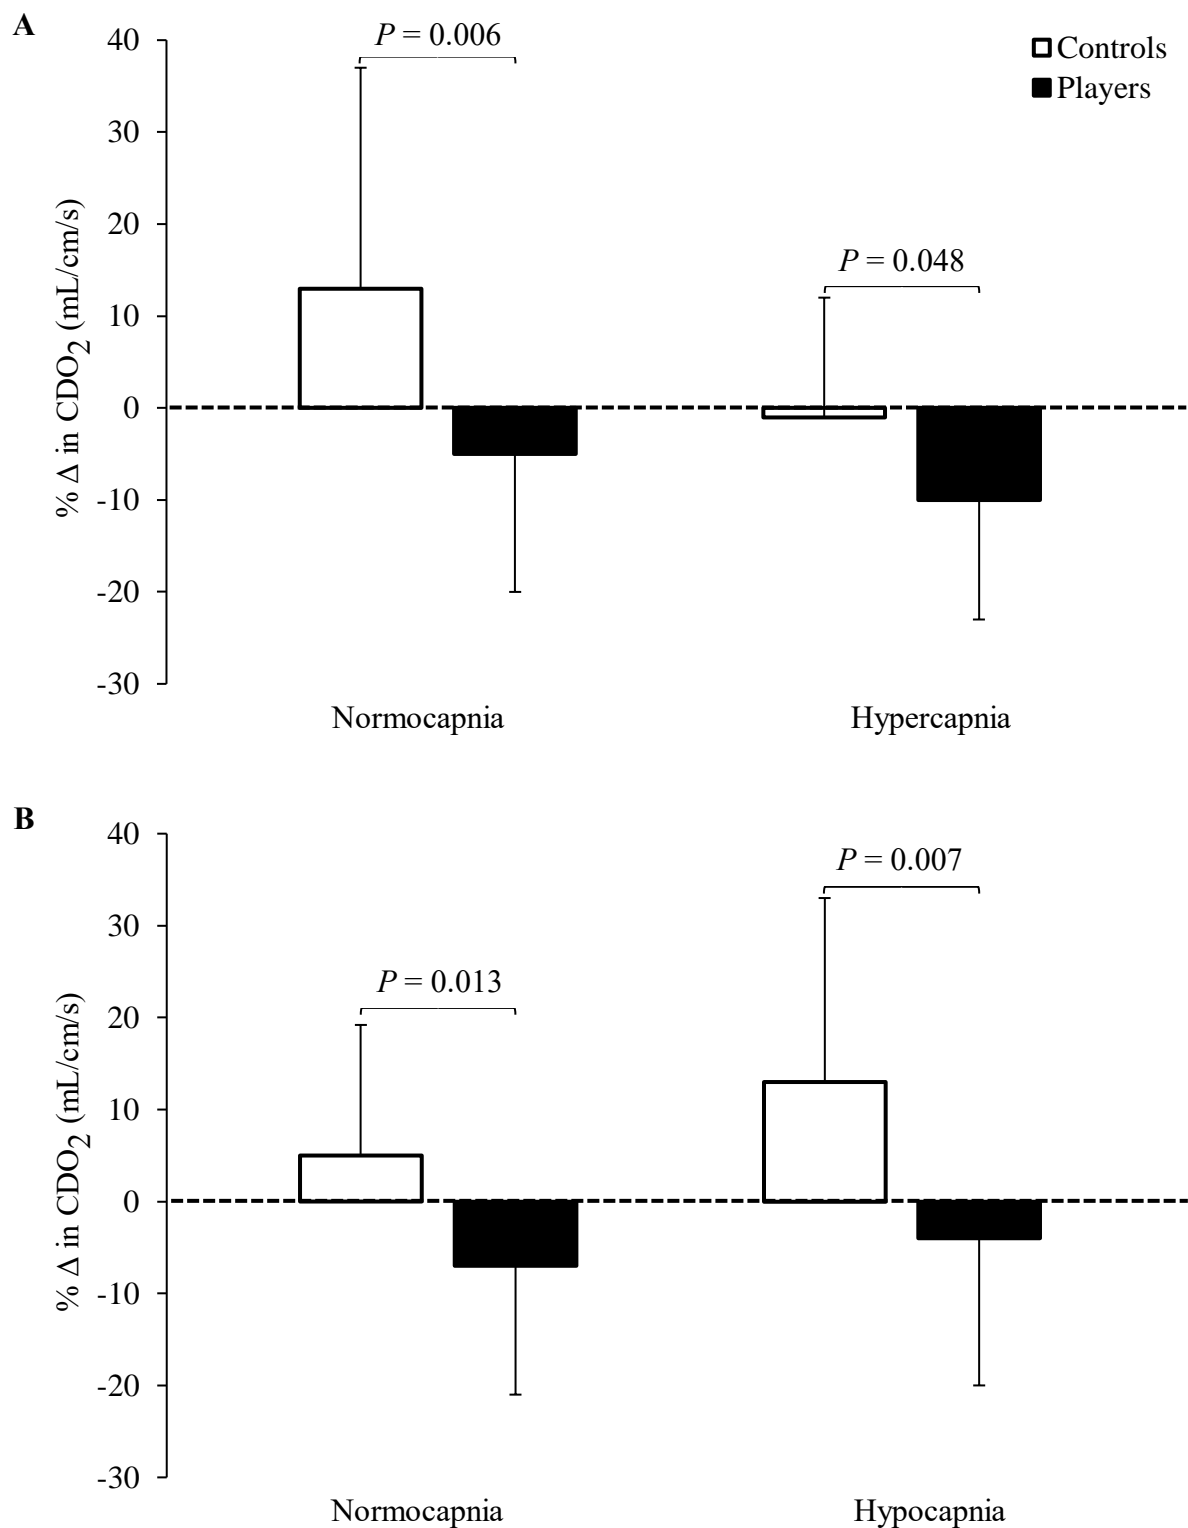 A
P = 0.006
Controls
Players
40
30
20
10
0
-10
-20
-30
% Δ in CDO2 (mL/cm/s)
P = 0.048
Normocapnia
Hypercapnia
B
40
30
20
10
0
-10
-20
-30
% Δ in CDO2 (mL/cm/s)
P = 0.007
P = 0.013
Normocapnia
Hypocapnia